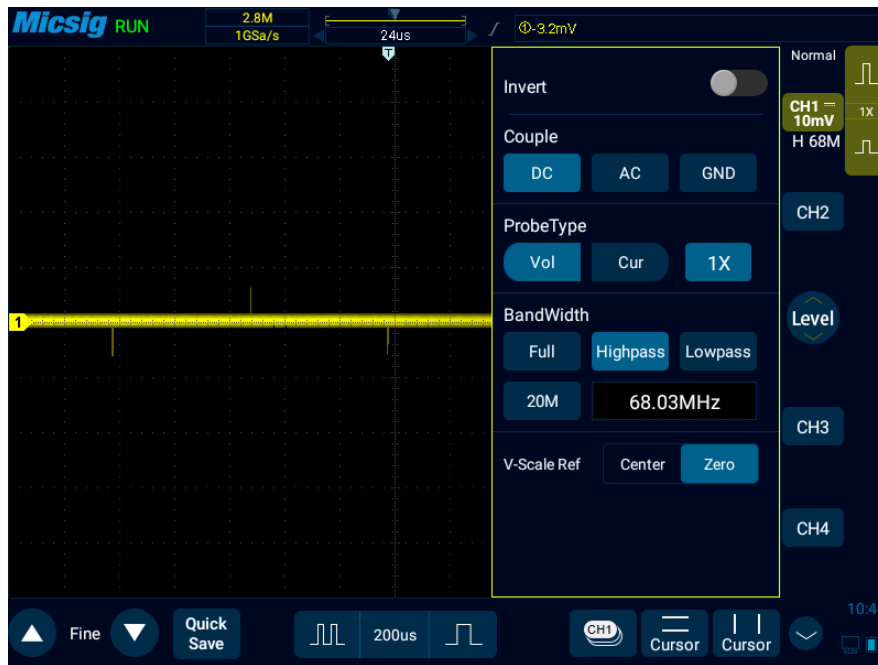 Micsig RUN
2.8M
1GSa/s
24us
①-3.2mV
T
Invert
Normal
CH1
10mV
1X
H 68M
Couple
DC AC GND
CH2
ProbeType
Vol Cur 1X
1
BandWidth
Full Highpass Lowpass
Level
20M 68.03MHz
CH3
V-Scale Ref Center Zero
CH4
10:4
Fine
Quick
Save
200us
CH1
Cursor
Cursor